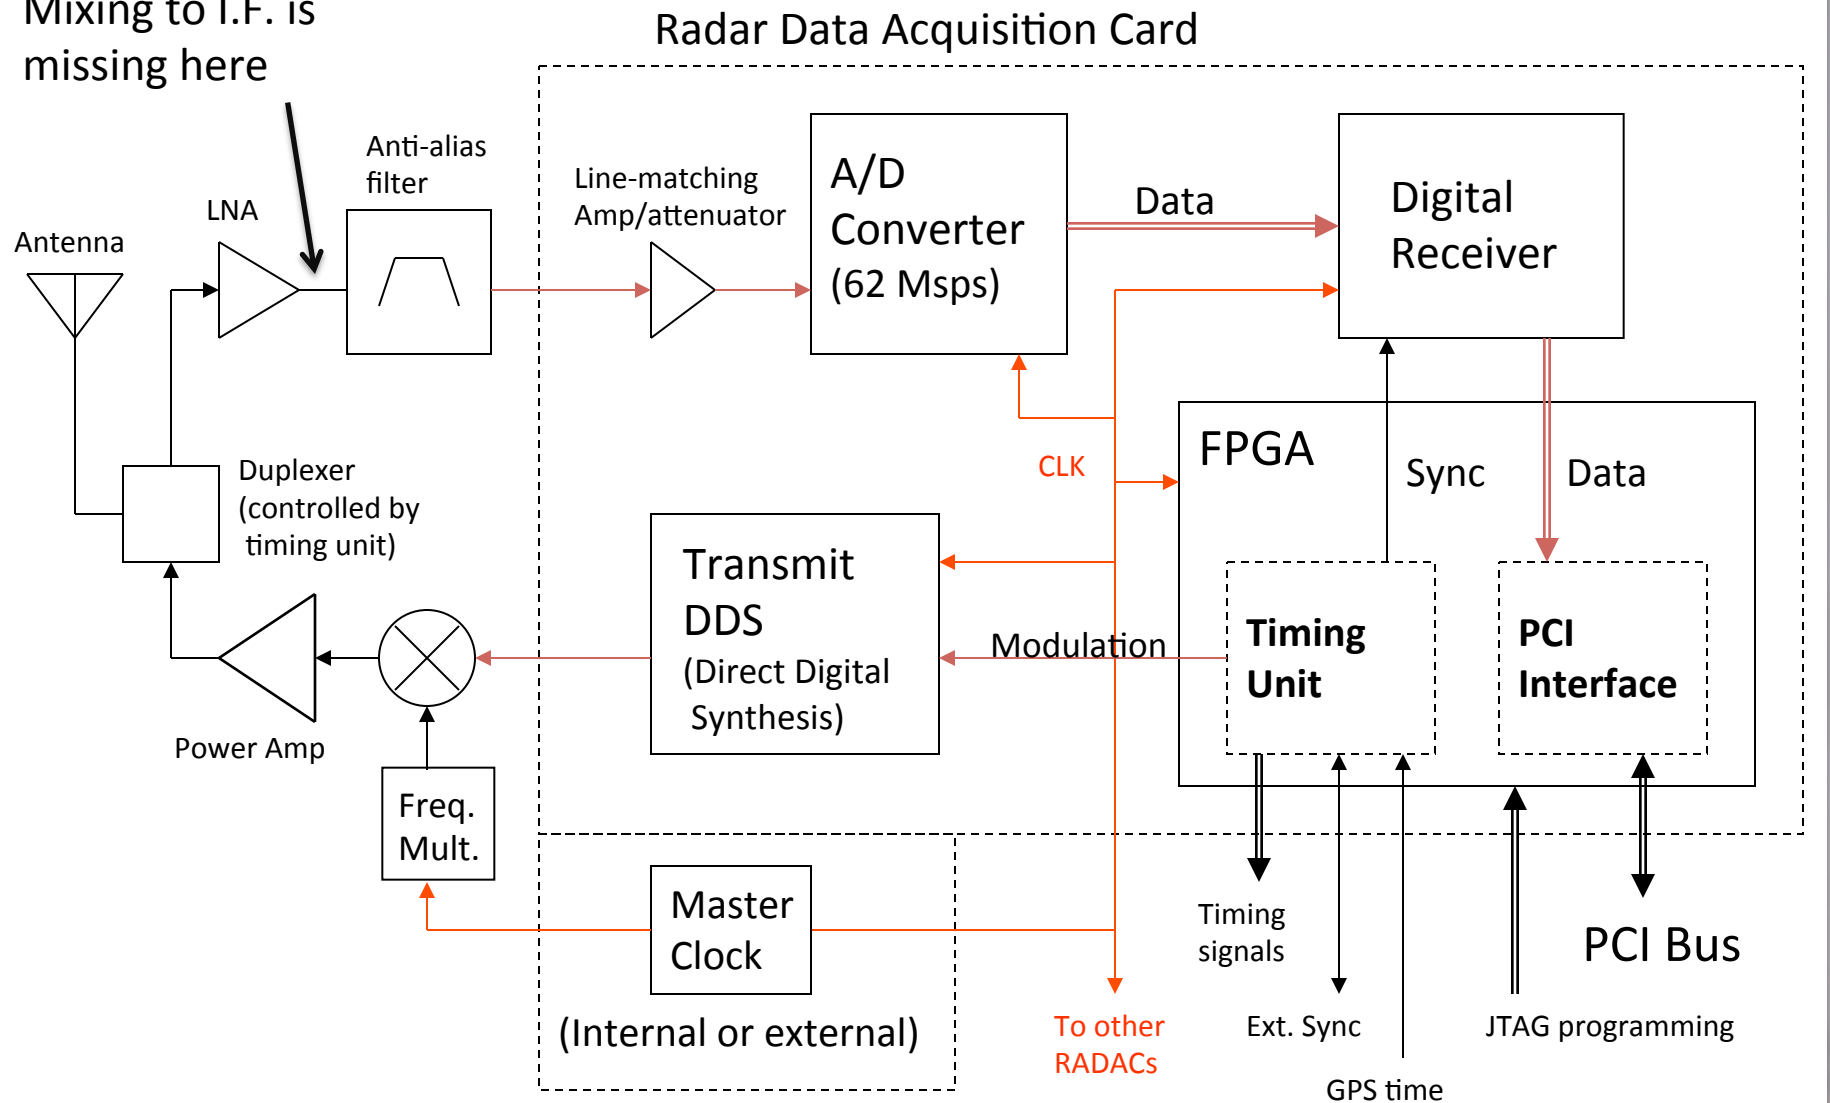 Mixing to I.F. is
missing here
Radar Data Acquisition Card
Anti-alias
filter
LNA
Antenna
Line-matching
Amp/attenuator
A/D
Converter
(62 Msps)
Data
Digital
Receiver
CLK
FPGA
Sync
Data
Duplexer
(controlled by
timing unit)
Transmit
DDS
(Direct Digital
Synthesis)
Modulation
Timing
Unit
PCI
Interface
Power Amp
Freq.
Mult.
Master
Clock
(Internal or external)
To other
RADACs
Timing
signals
Ext. Sync
GPS time
JTAG programming
PCI Bus